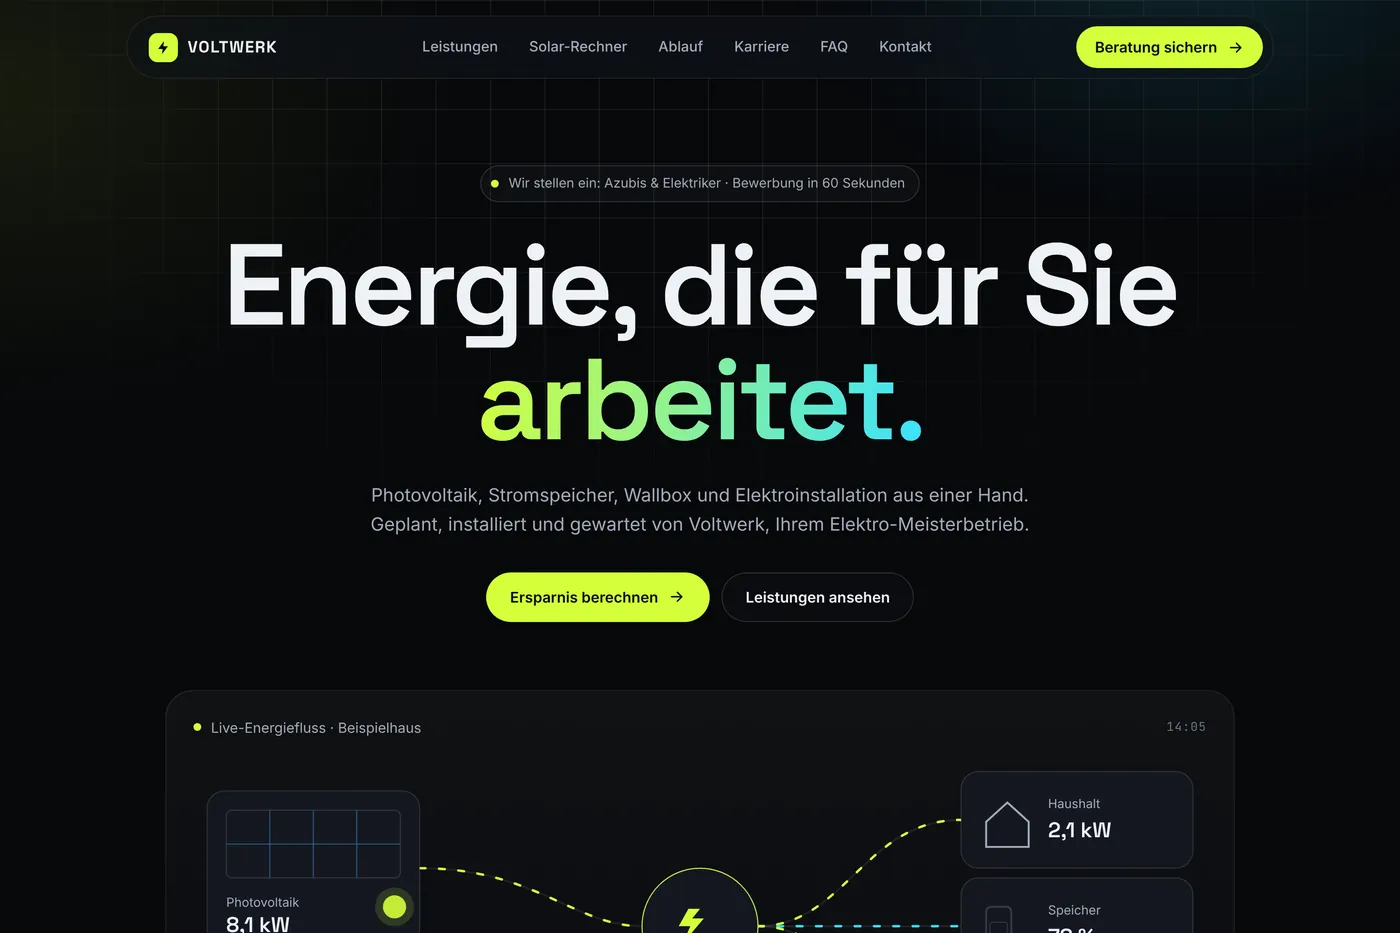 VOLTWERK
Leistungen
Solar-Rechner
Ablauf
Karriere
FAQ
Kontakt
Beratung sichern →
Wir stellen ein: Azubis & Elektriker · Bewerbung in 60 Sekunden
Energie, die für Sie
arbeitet.
Photovoltaik, Stromspeicher, Wallbox und Elektroinstallation aus einer Hand.
Geplant, installiert und gewartet von Voltwerk, Ihrem Elektro-Meisterbetrieb.
Ersparnis berechnen →
Leistungen ansehen
Live-Energiefluss · Beispielhaus
14:05
Photovoltaik
8,1 kW
Haushalt
2,1 kW
Speicher